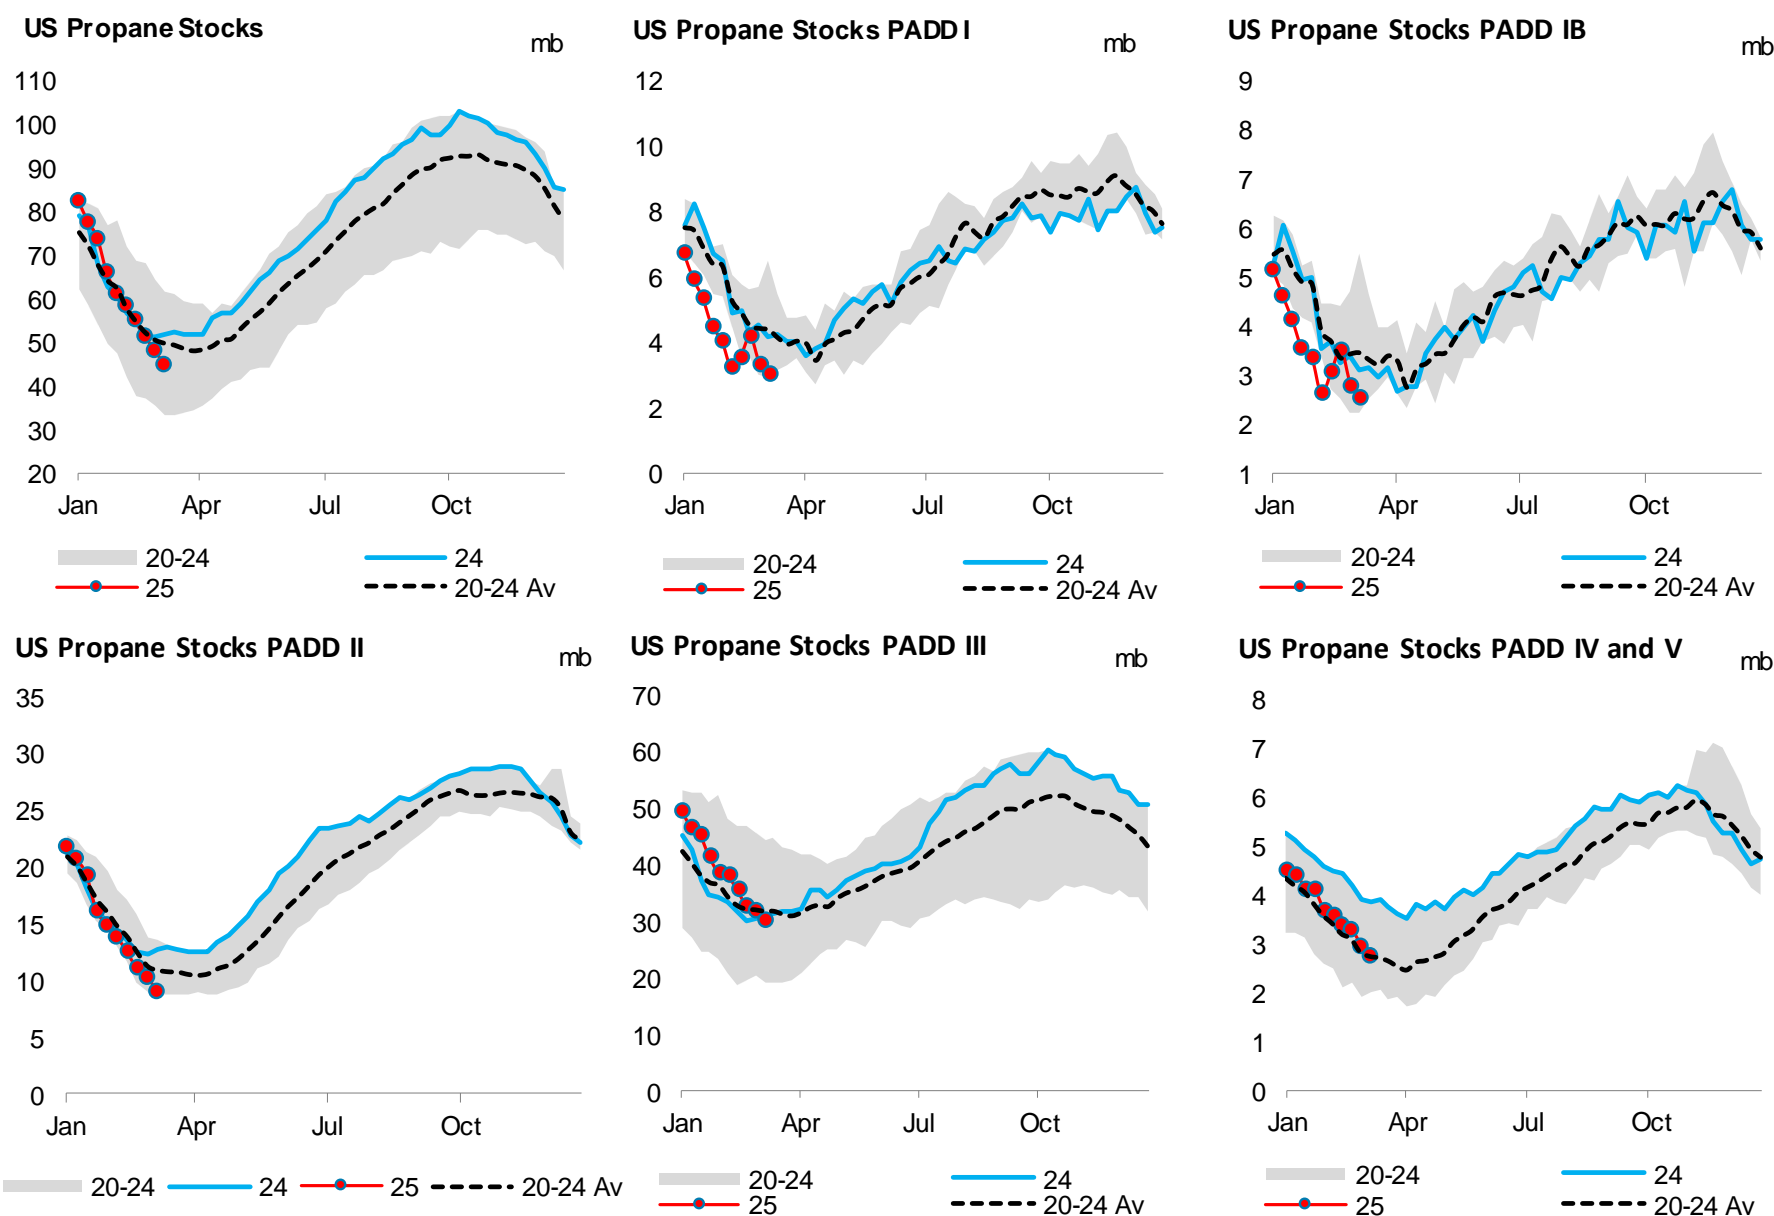 US Propane Stocks
mb
110
100
90
80
70
60
50
40
30
20
Jan Apr Jul Oct
20-24 24
25 20-24 Av
US Propane Stocks PADD I
mb
12
10
8
6
4
2
0
Jan Apr Jul Oct
20-24 24
25 20-24 Av
US Propane Stocks PADD IB
mb
9
8
7
6
5
4
3
2
1
Jan Apr Jul Oct
20-24 24
25 20-24 Av
US Propane Stocks PADD II
mb
35
30
25
20
15
10
5
0
Jan Apr Jul Oct
20-24 24 25 20-24 Av
US Propane Stocks PADD III
mb
70
60
50
40
30
20
10
0
Jan Apr Jul Oct
20-24 24
25 20-24 Av
US Propane Stocks PADD IV and V
mb
8
7
6
5
4
3
2
1
0
Jan Apr Jul Oct
20-24 24
25 20-24 Av